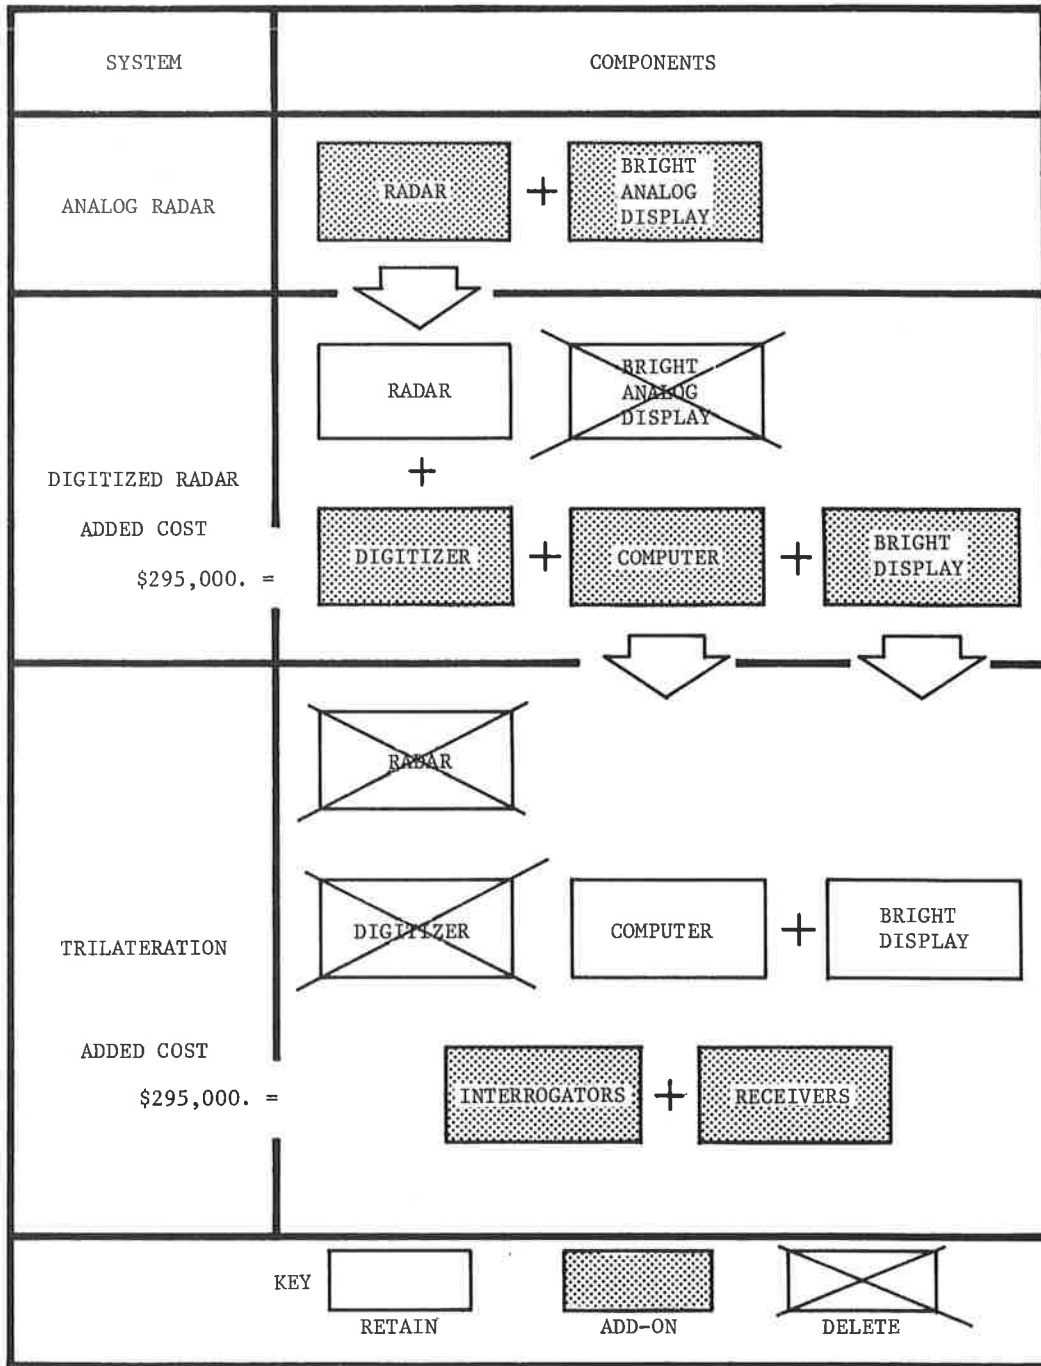 SYSTEM
COMPONENTS
ANALOG RADAR
RADAR
+
BRIGHT
ANALOG
DISPLAY
RADAR
BRIGHT
ANALOG
DISPLAY
+
DIGITIZED RADAR
ADDED COST
$295,000. =
DIGITIZER
+
COMPUTER
+
BRIGHT
DISPLAY
RADAR
TRILATERATION
DIGITIZER
COMPUTER
+
BRIGHT
DISPLAY
ADDED COST
$295,000. =
INTERROGATORS
+
RECEIVERS
KEY
RETAIN
ADD-ON
DELETE